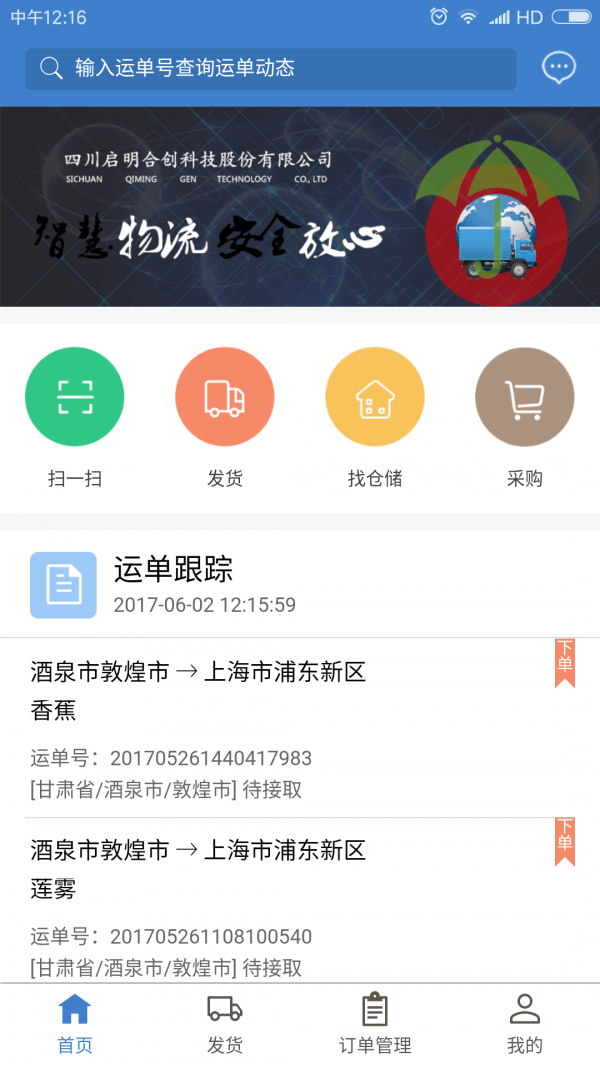 中午12:16
HD
输入运单号查询运单动态
四川启明合创科技股份有限公司
SICHUAN QIMING GEN TECHNOLOGY CO., LTD
智慧物流 安全放心
扫一扫
发货
找仓储
采购
运单跟踪
2017-06-02 12:15:59
下单
酒泉市敦煌市→上海市浦东新区
香蕉
运单号：201705261440417983
[甘肃省/酒泉市/敦煌市] 待接取
下单
酒泉市敦煌市→上海市浦东新区
莲雾
运单号：201705261108100540
[甘肃省/酒泉市/敦煌市] 待接取
首页
发货
订单管理
我的